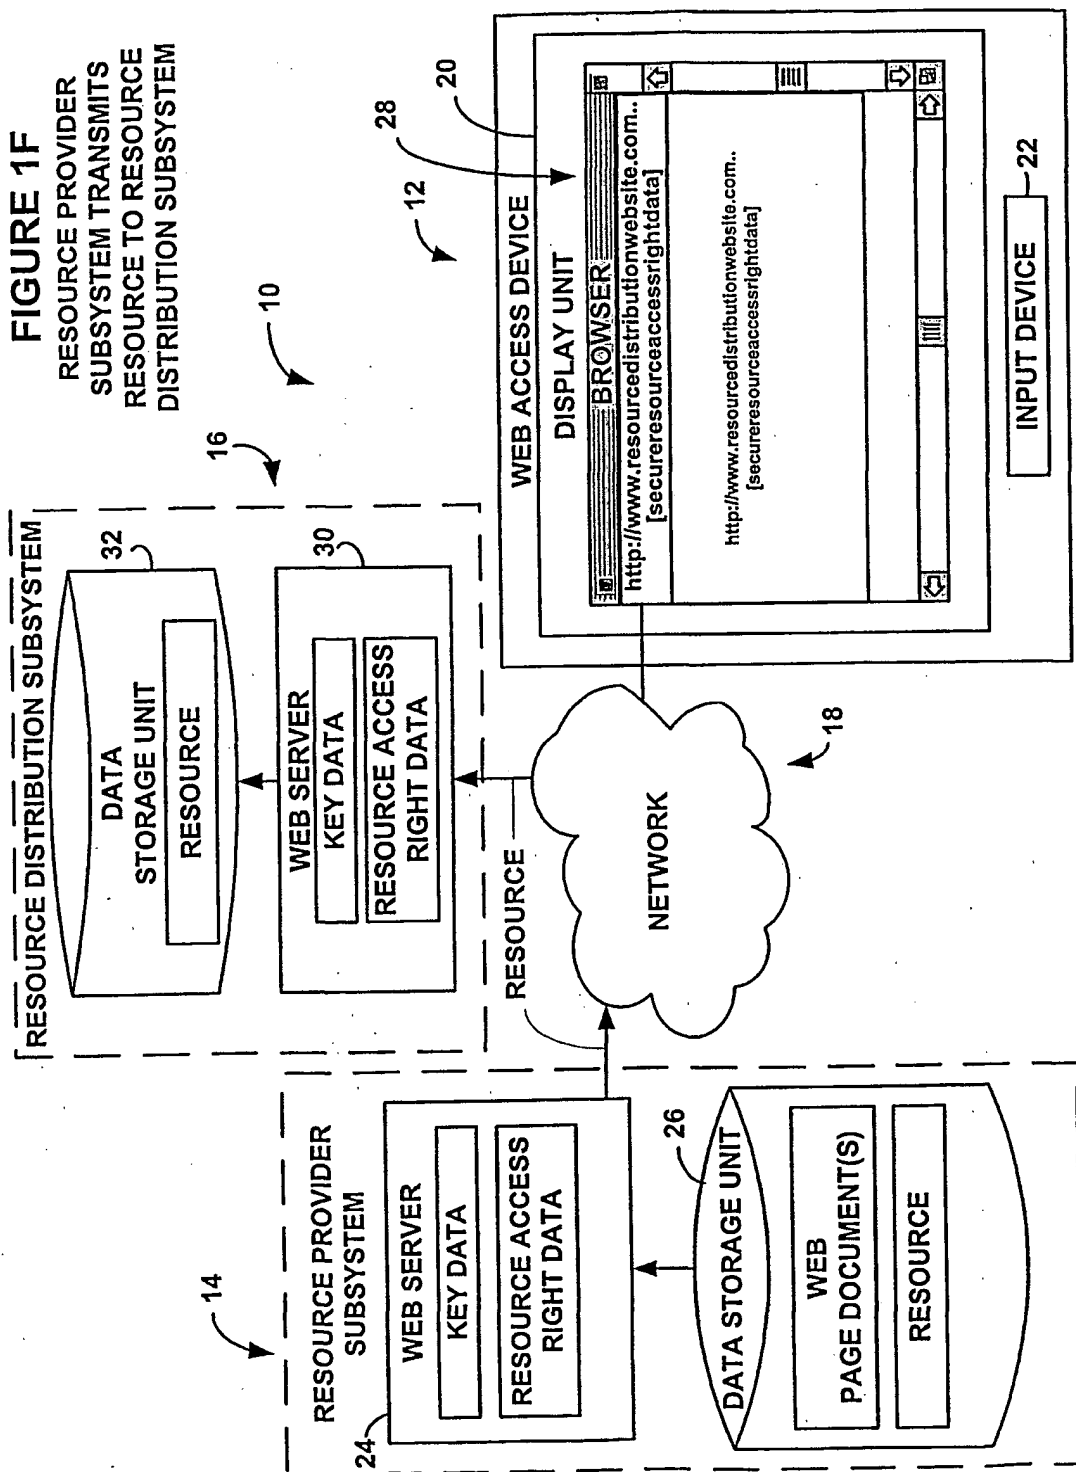 FIGURE 1F
RESOURCE PROVIDER
SUBSYSTEM TRANSMITS
RESOURCE TO RESOURCE
DISTRIBUTION SUBSYSTEM
10
14
RESOURCE PROVIDER
SUBSYSTEM
24
WEB SERVER
KEY DATA
RESOURCE ACCESS
RIGHT DATA
26
DATA STORAGE UNIT
WEB
PAGE DOCUMENT(S)
RESOURCE
RESOURCE
16
RESOURCE DISTRIBUTION SUBSYSTEM
32
DATA
STORAGE UNIT
RESOURCE
30
WEB SERVER
KEY DATA
RESOURCE ACCESS
RIGHT DATA
NETWORK
18
12
28
20
WEB ACCESS DEVICE
DISPLAY UNIT
BROWSER
http://www.resourcedistributionwebsite.com..
[secureresourceaccessrightdata]
http://www.resourcedistributionwebsite.com..
[secureresourceaccessrightdata]
22
INPUT DEVICE